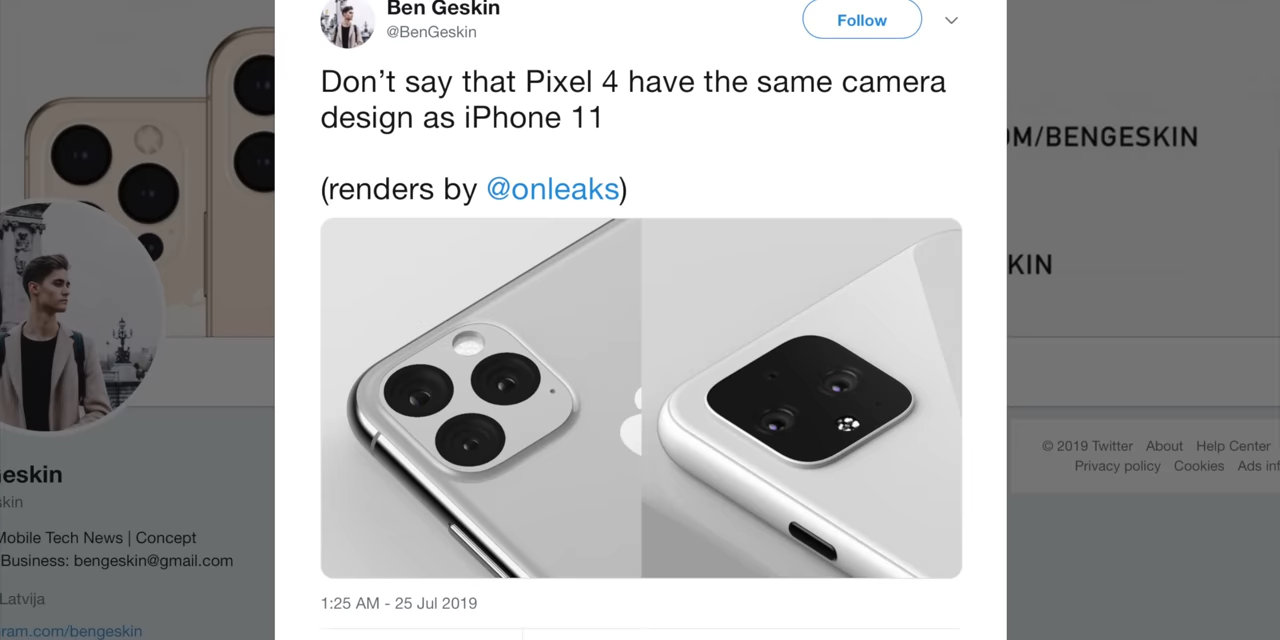 Ben Geskin
@BenGeskin
Follow
Don’t say that Pixel 4 have the same camera
design as iPhone 11
(renders by @onleaks)
1:25 AM - 25 Jul 2019
eskin
skin
Mobile Tech News | Concept
Business: bengeskin@gmail.com
Latvija
ram.com/bengeskin
OM/BENGESKIN
KIN
© 2019 Twitter About Help Center
Privacy policy Cookies Ads inf